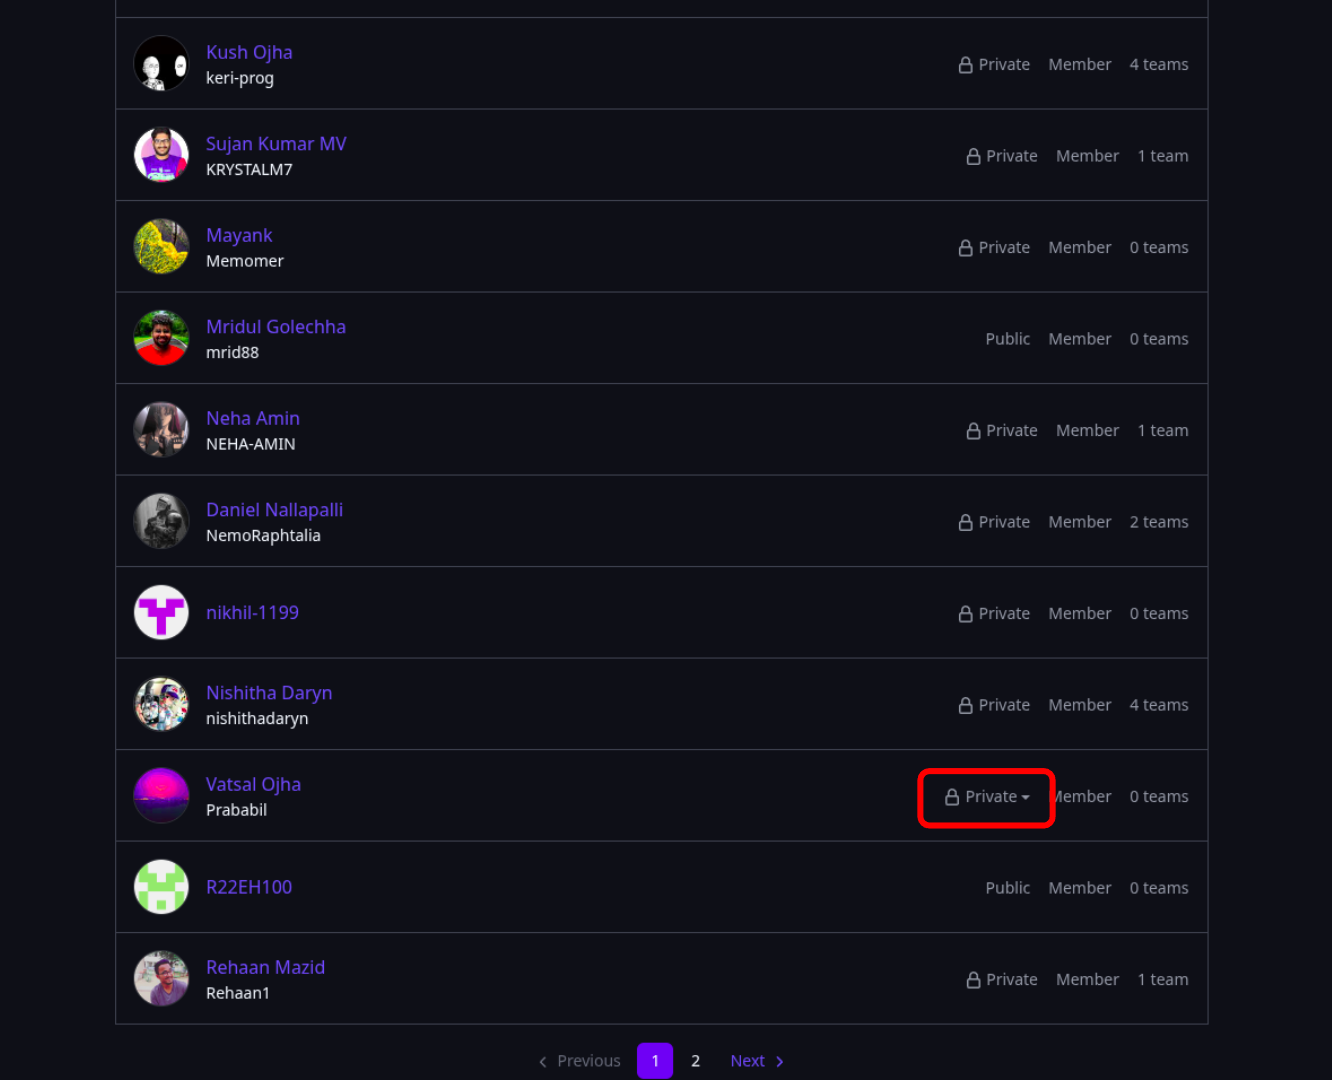 Kush Ojha
keri-prog
Private Member 4 teams
Sujan Kumar MV
KRYSTALM7
Private Member 1 team
Mayank
Memomer
Private Member 0 teams
Mridul Golechha
mrid88
Public Member 0 teams
Neha Amin
NEHA-AMIN
Private Member 1 team
Daniel Nallapalli
NemoRaphtalia
Private Member 2 teams
nikhil-1199
Private Member 0 teams
Nishitha Daryn
nishithadaryn
Private Member 4 teams
Vatsal Ojha
Prababil
Private Member 0 teams
R22EH100
Public Member 0 teams
Rehaan Mazid
Rehaan1
Private Member 1 team
Previous 1 2 Next